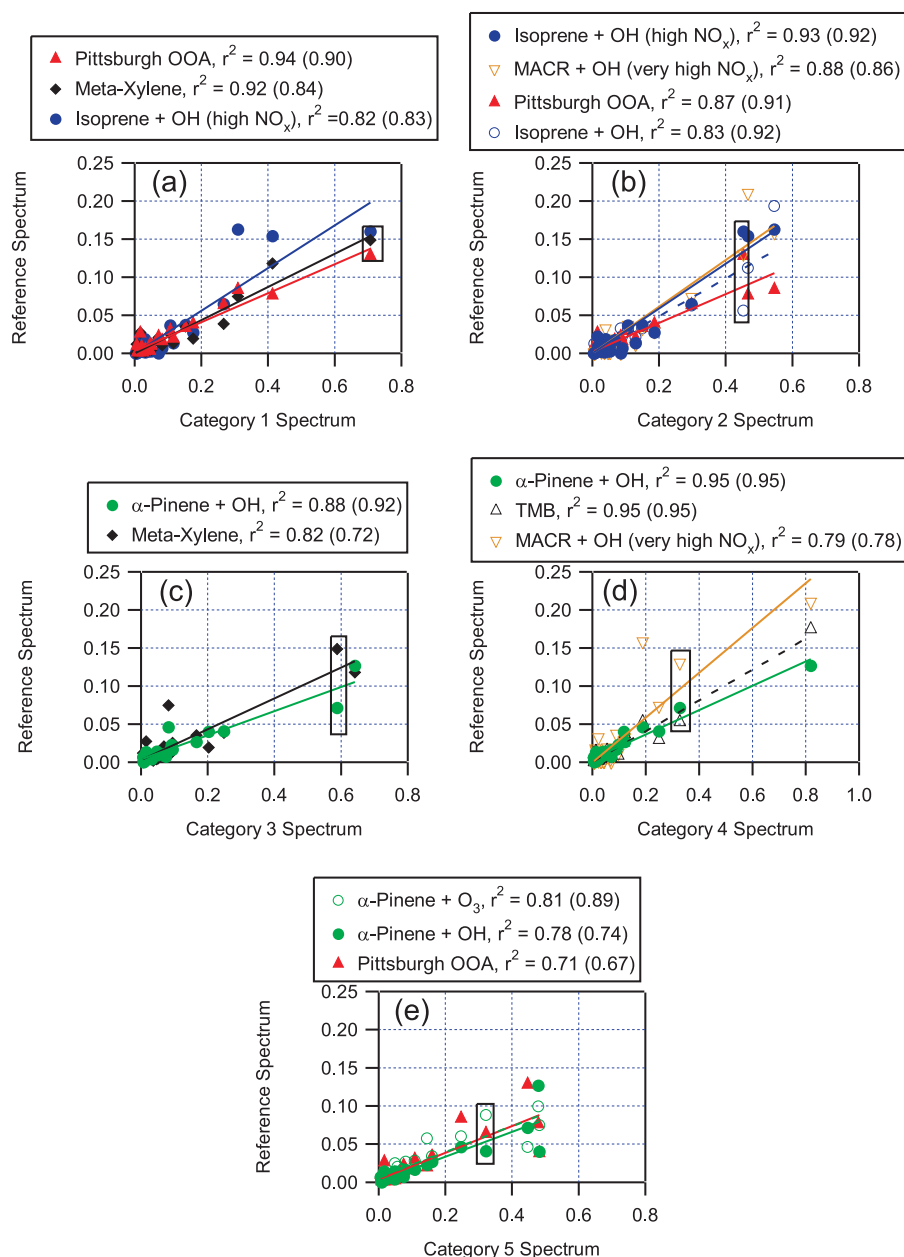 Pittsburgh OOA, r² = 0.94 (0.90)
Meta-Xylene, r² = 0.92 (0.84)
Isoprene + OH (high NOₓ), r² =0.82 (0.83)
(a)
Reference Spectrum
0.25
0.20
0.15
0.10
0.05
0.00
0.0 0.2 0.4 0.6 0.8
Category 1 Spectrum
Isoprene + OH (high NOₓ), r² = 0.93 (0.92)
MACR + OH (very high NOₓ), r² = 0.88 (0.86)
Pittsburgh OOA, r² = 0.87 (0.91)
Isoprene + OH, r² = 0.83 (0.92)
(b)
Reference Spectrum
0.25
0.20
0.15
0.10
0.05
0.00
0.0 0.2 0.4 0.6 0.8
Category 2 Spectrum
α-Pinene + OH, r² = 0.88 (0.92)
Meta-Xylene, r² = 0.82 (0.72)
(c)
Reference Spectrum
0.25
0.20
0.15
0.10
0.05
0.00
0.0 0.2 0.4 0.6 0.8
Category 3 Spectrum
α-Pinene + OH, r² = 0.95 (0.95)
TMB, r² = 0.95 (0.95)
MACR + OH (very high NOₓ), r² = 0.79 (0.78)
(d)
Reference Spectrum
0.25
0.20
0.15
0.10
0.05
0.00
0.0 0.2 0.4 0.6 0.8 1.0
Category 4 Spectrum
α-Pinene + O₃, r² = 0.81 (0.89)
α-Pinene + OH, r² = 0.78 (0.74)
Pittsburgh OOA, r² = 0.71 (0.67)
(e)
Reference Spectrum
0.25
0.20
0.15
0.10
0.05
0.00
0.0 0.2 0.4 0.6 0.8
Category 5 Spectrum